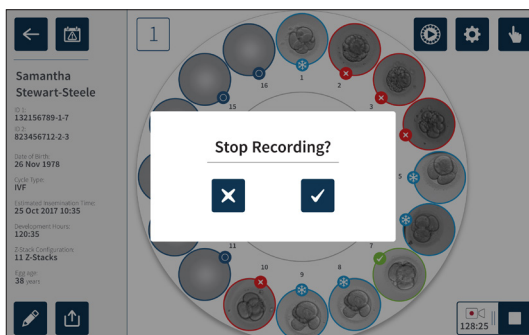 1
Samantha
Stewart-Steele
ID 1:
132156789-1-7
ID 2:
823456712-2-3
Date of Birth:
26 Nov 1978
Cycle Type:
IVF
Estimated Insemination Time:
25 Oct 2017 10:35
Development Hours:
120:35
Z-Stack Configuration:
11 Z-Stacks
Egg age:
38 years
16
1
2
15
3
Stop Recording?
5
11
7
10
9
8
128:25